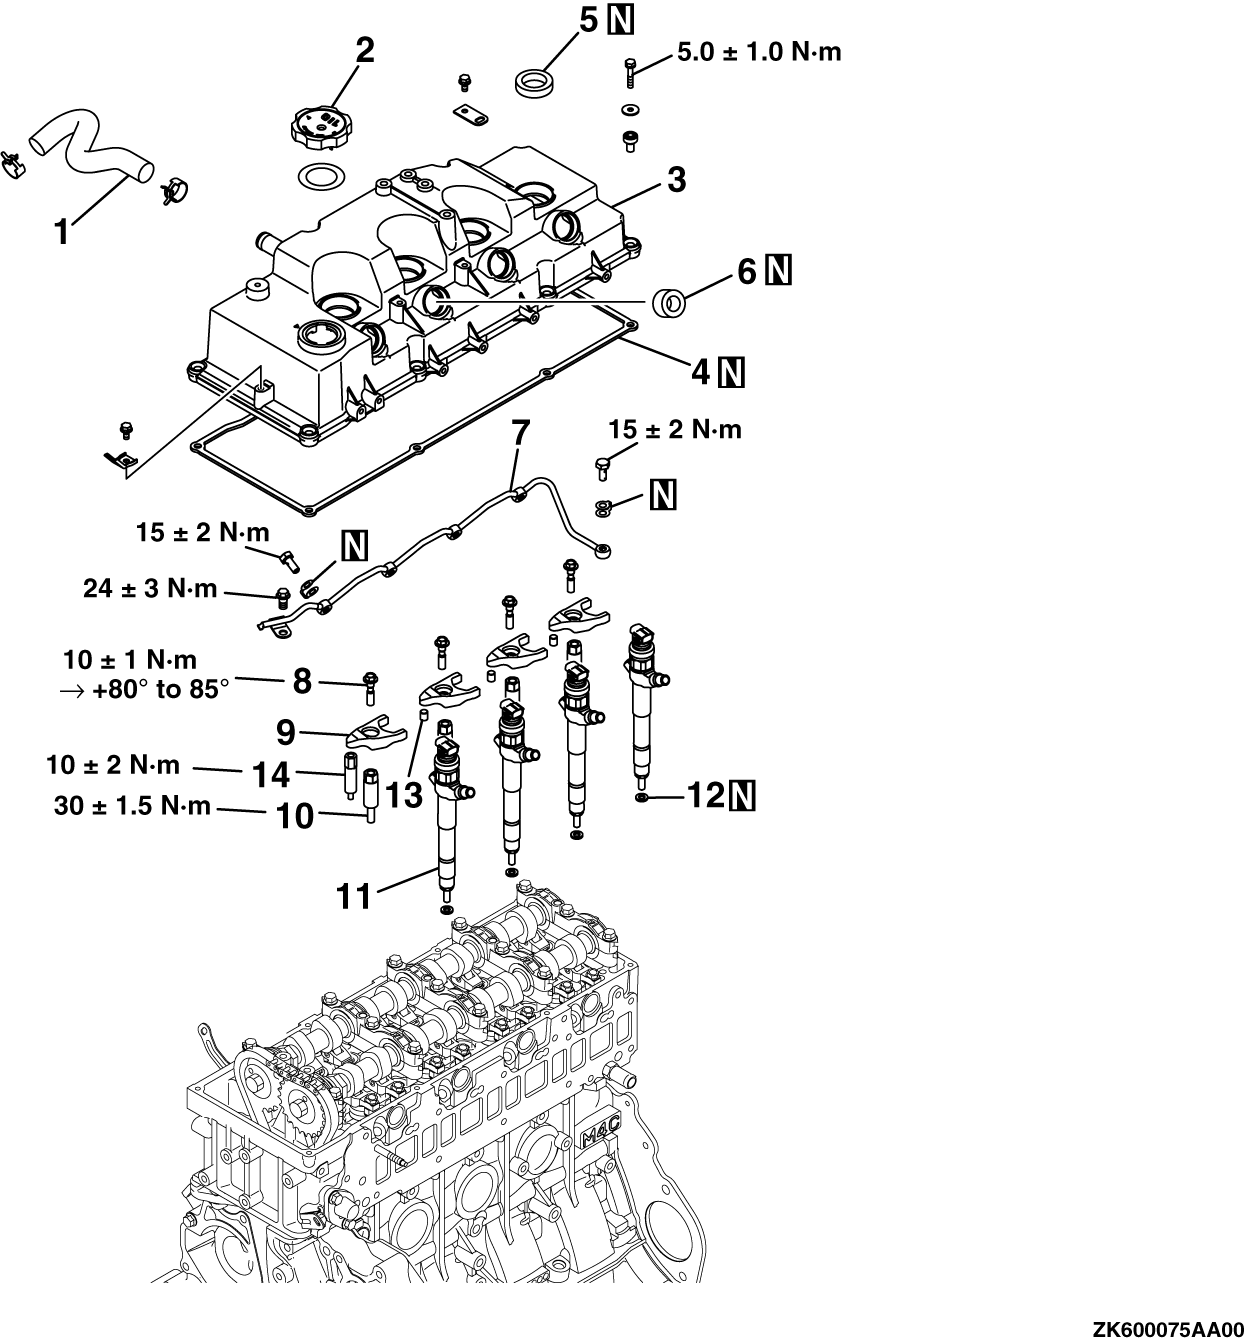 5 N
2
5.0 ± 1.0 N·m
OIL
3
1
6 N
4 N
7
15 ± 2 N·m
N
15 ± 2 N·m
N
24 ± 3 N·m
10 ± 1 N·m
→ +80° to 85°
8
9
10 ± 2 N·m
14
13
12 N
30 ± 1.5 N·m
10
11
M4C
ZK600075AA00